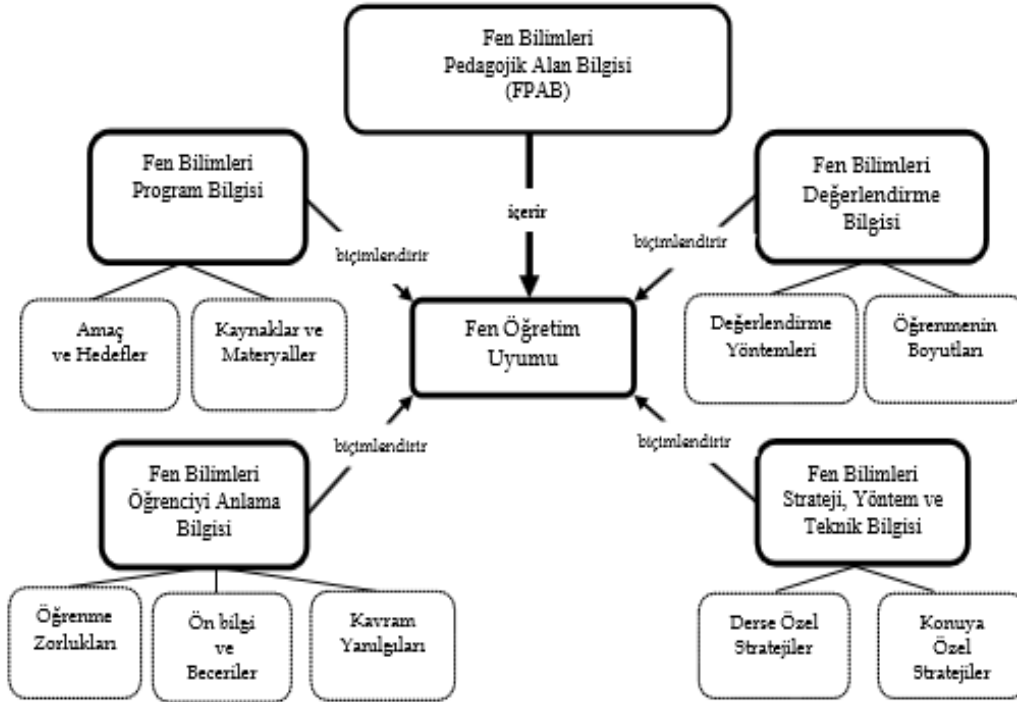 Fen Bilimleri
Pedagojik Alan Bilgisi
(FPAB)
Fen Bilimleri
Program Bilgisi
Fen Bilimleri
Değerlendirme
Bilgisi
içerir
biçimlendirir
biçimlendirir
Amaç
ve Hedefler
Kaynaklar ve
Materyaller
Fen Öğretim
Uyumu
Değerlendirme
Yöntemleri
Öğrenmenin
Boyutları
biçimlendirir
biçimlendirir
Fen Bilimleri
Öğrenciyi Anlama
Bilgisi
Fen Bilimleri
Strateji, Yöntem ve
Teknik Bilgisi
Öğrenme
Zorlukları
Ön bilgi
ve
Beceriler
Kavram
Yanılgıları
Derse Özel
Stratejiler
Konuya
Özel
Stratejiler